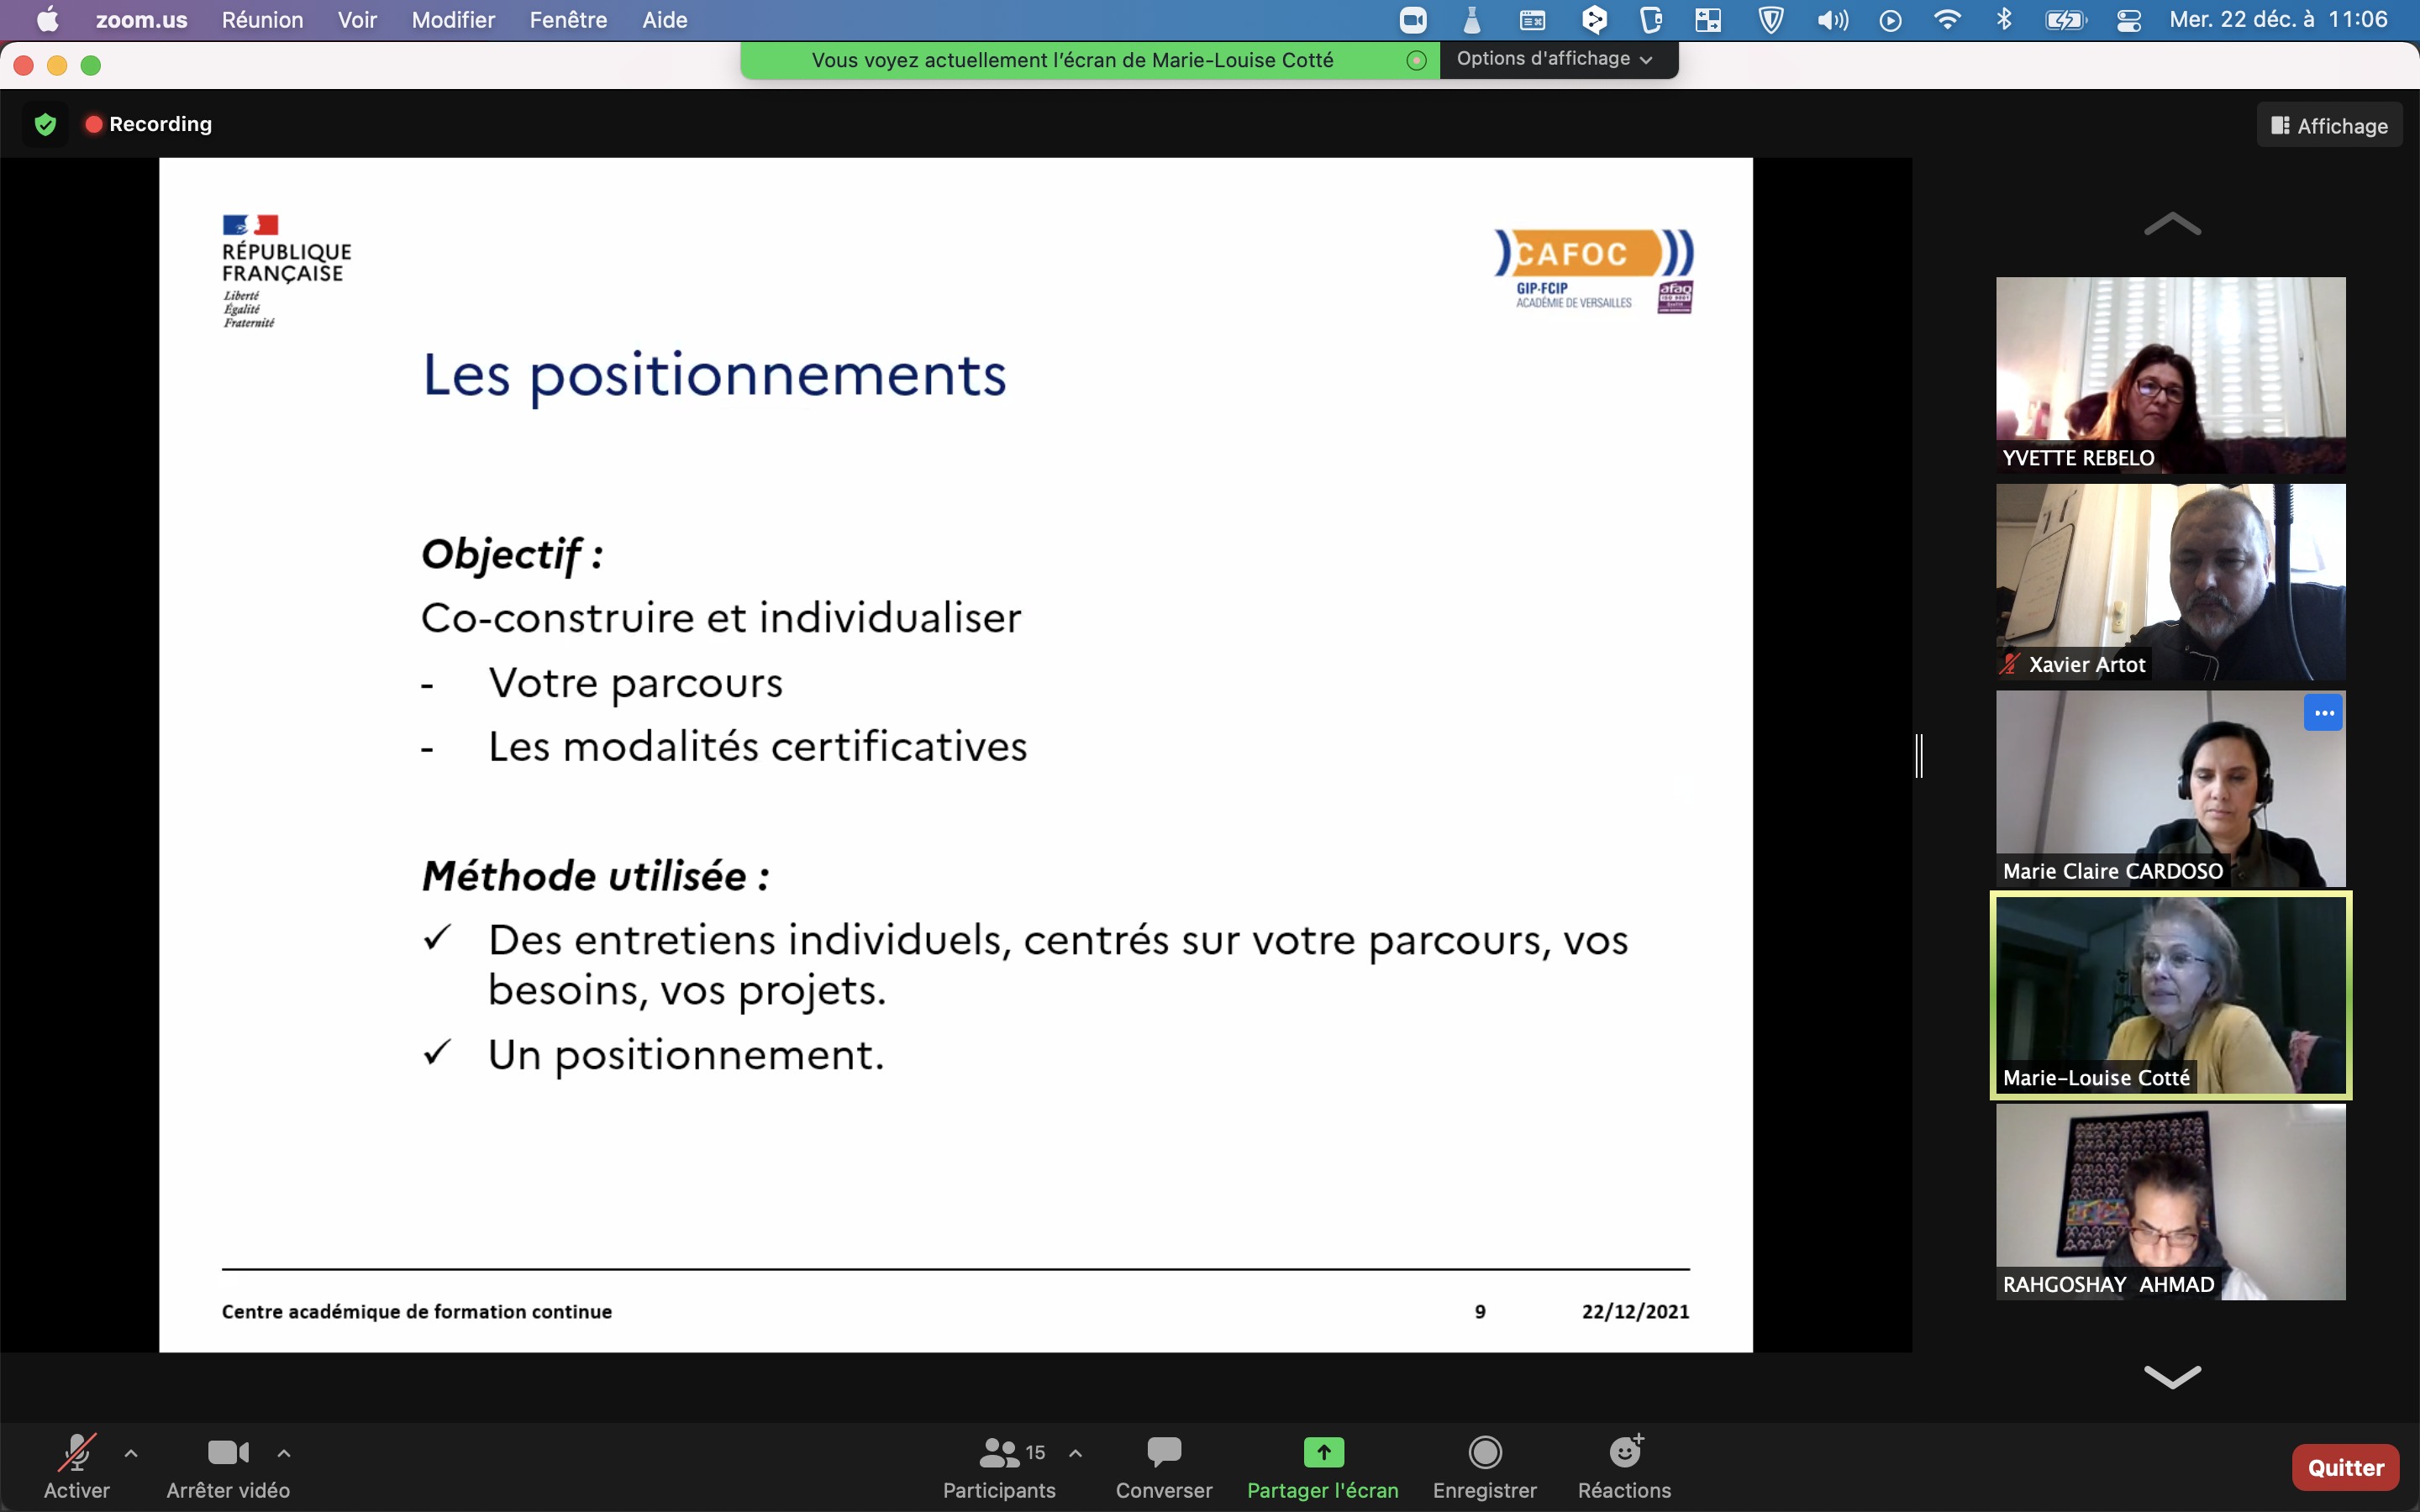 zoom.us Réunion Voir Modifier Fenêtre Aide
Mer. 22 déc. à 11:06
Vous voyez actuellement l'écran de Marie-Louise Cotté
Options d'affichage
Recording
Affichage
RÉPUBLIQUE
FRANÇAISE
Liberté
Égalité
Fraternité
CAFOC
GIP-FCIP
ACADÉMIE DE VERSAILLES
afaq
ISO 9001
Les positionnements
Objectif :
Co-construire et individualiser
- Votre parcours
- Les modalités certificatives
Méthode utilisée :
✓ Des entretiens individuels, centrés sur votre parcours, vos
besoins, vos projets.
✓ Un positionnement.
Centre académique de formation continue 9 22/12/2021
YVETTE REBELO
Xavier Artot
Marie Claire CARDOSO
Marie-Louise Cotté
RAHGOSHAY AHMAD
Activer
Arrêter vidéo
15
Participants
Converser
Partager l'écran
Enregistrer
Réactions
Quitter